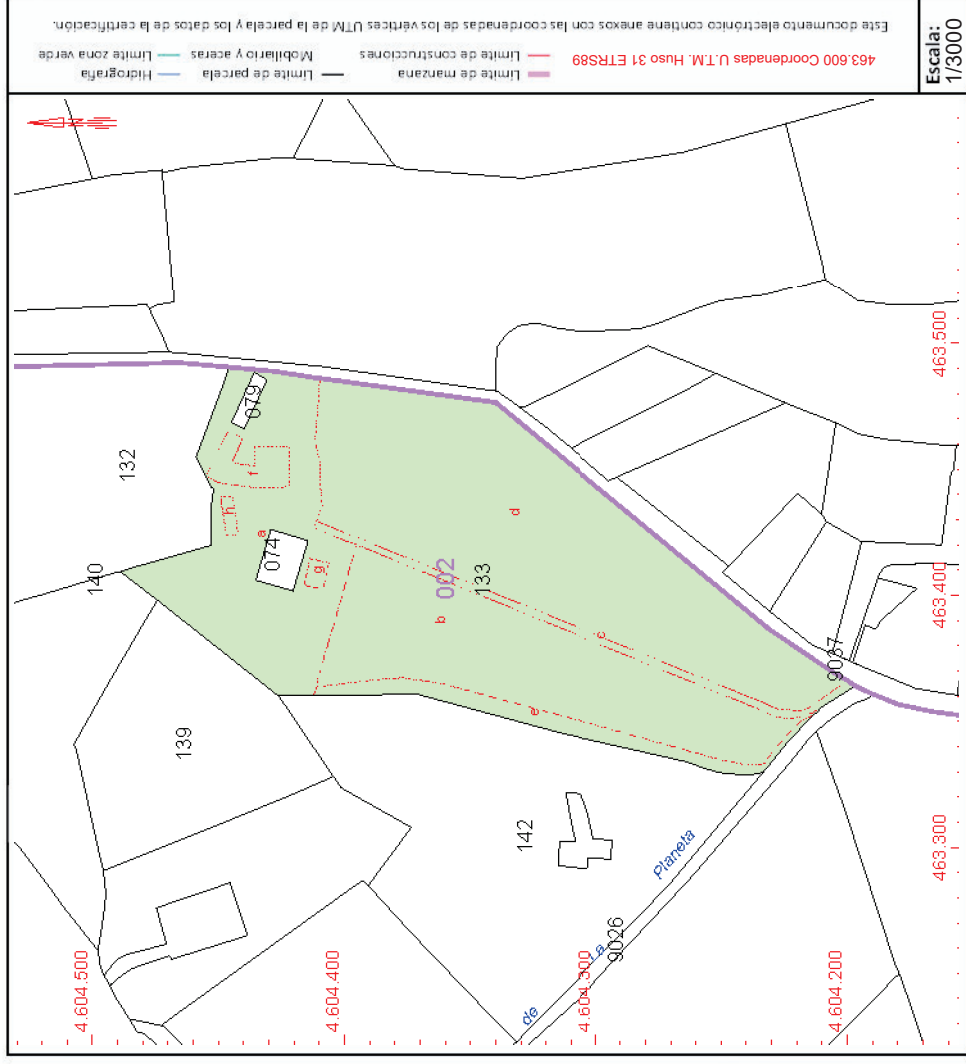 Este documento electrónico contiene anexos con las coordenadas de los vértices UTM de la parcela y los datos de la certificación.
463.600 Coordenadas U.T.M. Huso 31 ETRS89
Límite de manzana
Límite de parcela
Hidrografía
Límite de construcciones
Mobiliario y aceras
Límite zona verde
Escala:
1/3000
N
132
140
079
f
h
a
074
g
002
133
b
d
c
e
139
142
9037
9026
de La Planeta
463.500
463.400
463.300
4.604.500
4.604.400
4.604.300
4.604.200